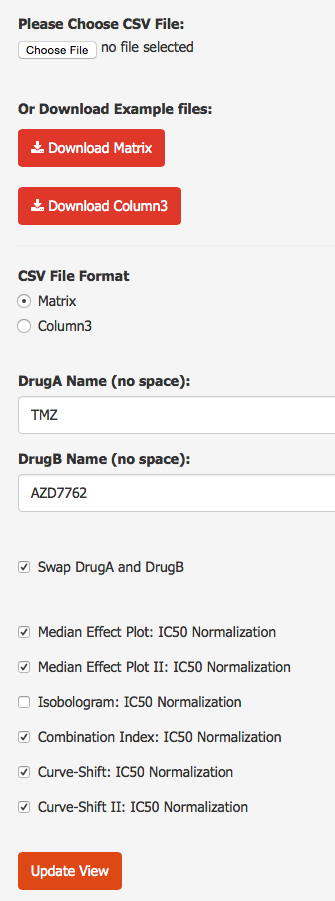 Please Choose CSV File:
Choose File no file selected
Or Download Example files:
Download Matrix
Download Column3
CSV File Format
Matrix
Column3
DrugA Name (no space):
TMZ
DrugB Name (no space):
AZD7762
Swap DrugA and DrugB
Median Effect Plot: IC50 Normalization
Median Effect Plot II: IC50 Normalization
Isobologram: IC50 Normalization
Combination Index: IC50 Normalization
Curve-Shift: IC50 Normalization
Curve-Shift II: IC50 Normalization
Update View